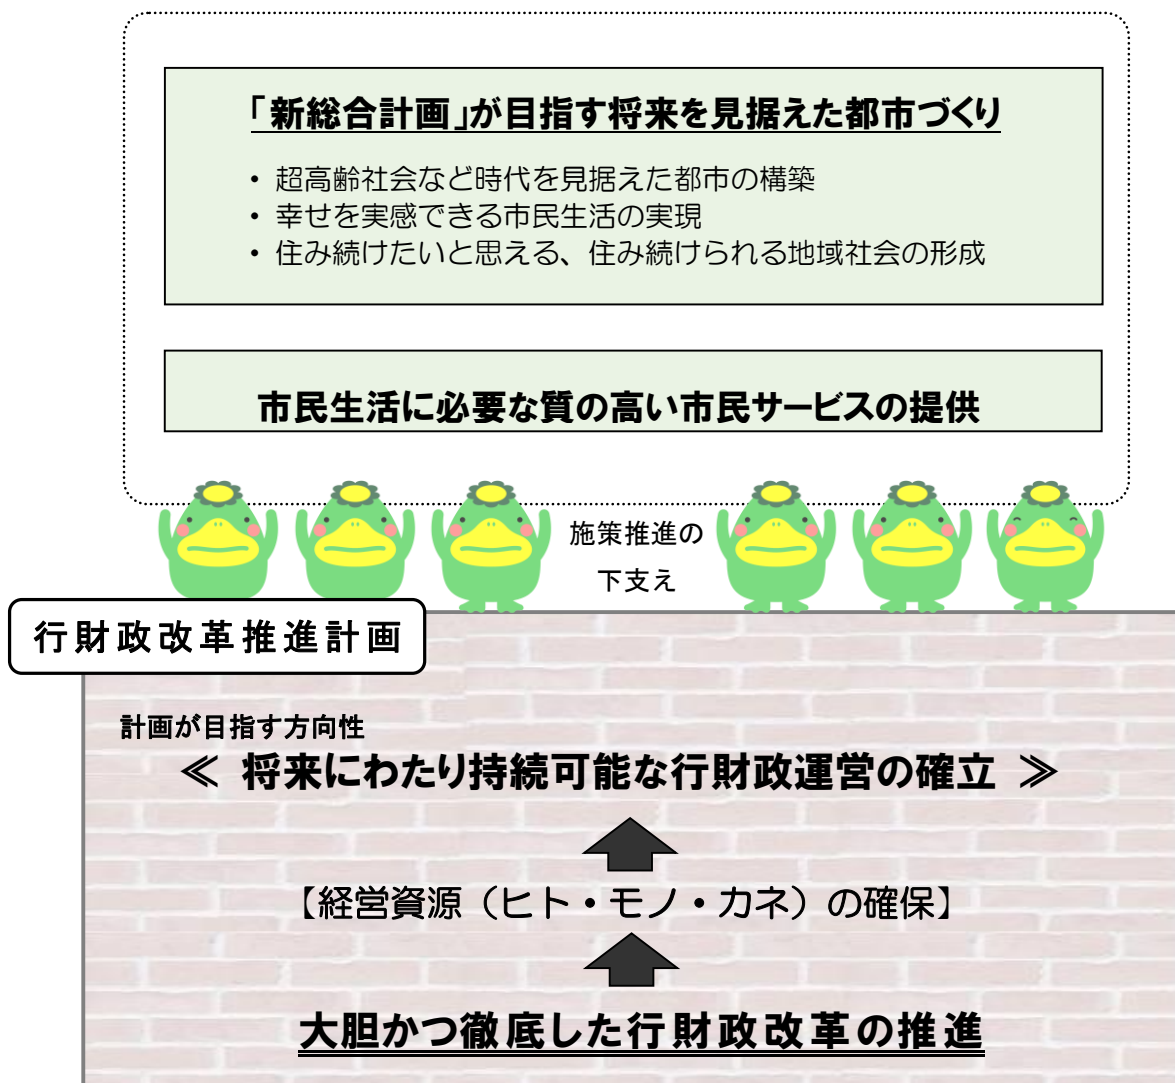 「新総合計画」が目指す将来を見据えた都市づくり
• 超高齢社会など時代を見据えた都市の構築
• 幸せを実感できる市民生活の実現
• 住み続けたいと思える、住み続けられる地域社会の形成
市民生活に必要な質の高い市民サービスの提供
施策推進の
下支え
行財政改革推進計画
計画が目指す方向性
≪ 将来にわたり持続可能な行財政運営の確立 ≫
【経営資源（ヒト・モノ・カネ）の確保】
大胆かつ徹底した行財政改革の推進